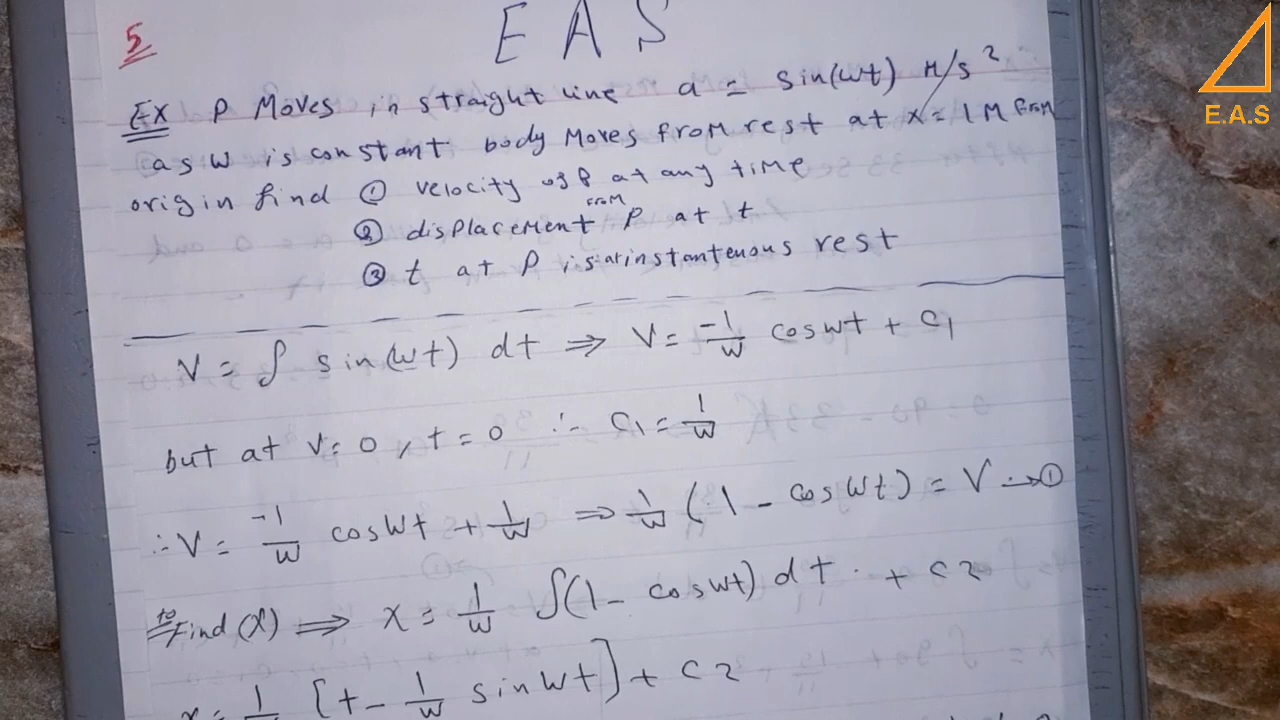 5
E A S
E.A.S
Ex P Moves in straight line a = sin(wt) M/s²
as w is constant body Moves from rest at x = 1 M from
origin find ① velocity of P at any time
② displacement from P at t
③ t at P is at instantenous rest
V = ∫ sin(wt) dt ⇒ V = -1/w cos wt + C1
but at V = 0, t = 0 ∴ C1 = 1/w
∴ V = -1/w cos wt + 1/w ⇒ 1/w (1 - cos wt) = V → ①
to Find (x) ⇒ x = 1/w ∫(1 - cos wt) dt. + C2
x = 1/w [t - 1/w sin wt] + C2